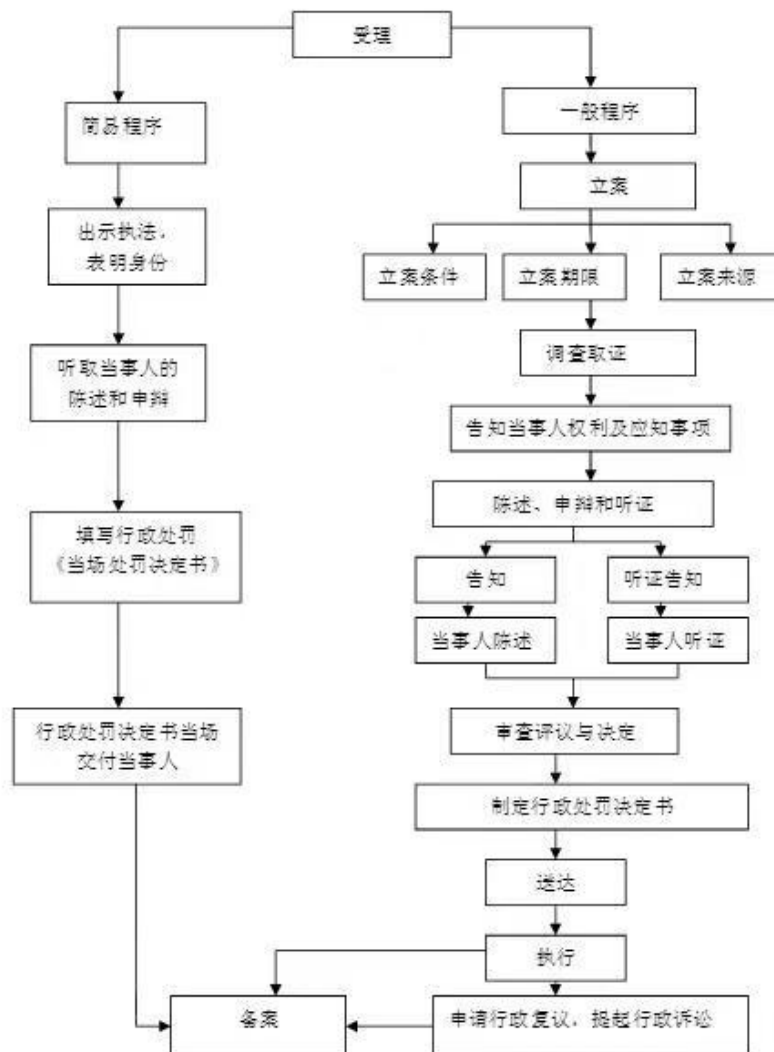 受理
简易程序
一般程序
立案
出示执法、
表明身份
立案条件
立案期限
立案来源
调查取证
听取当事人的
陈述和申辩
告知当事人权利及应知事项
陈述、申辩和听证
填写行政处罚
《当场处罚决定书》
告知
听证告知
当事人陈述
当事人听证
行政处罚决定书当场
交付当事人
审查评议与决定
制定行政处罚决定书
送达
执行
备案
申请行政复议、提起行政诉讼